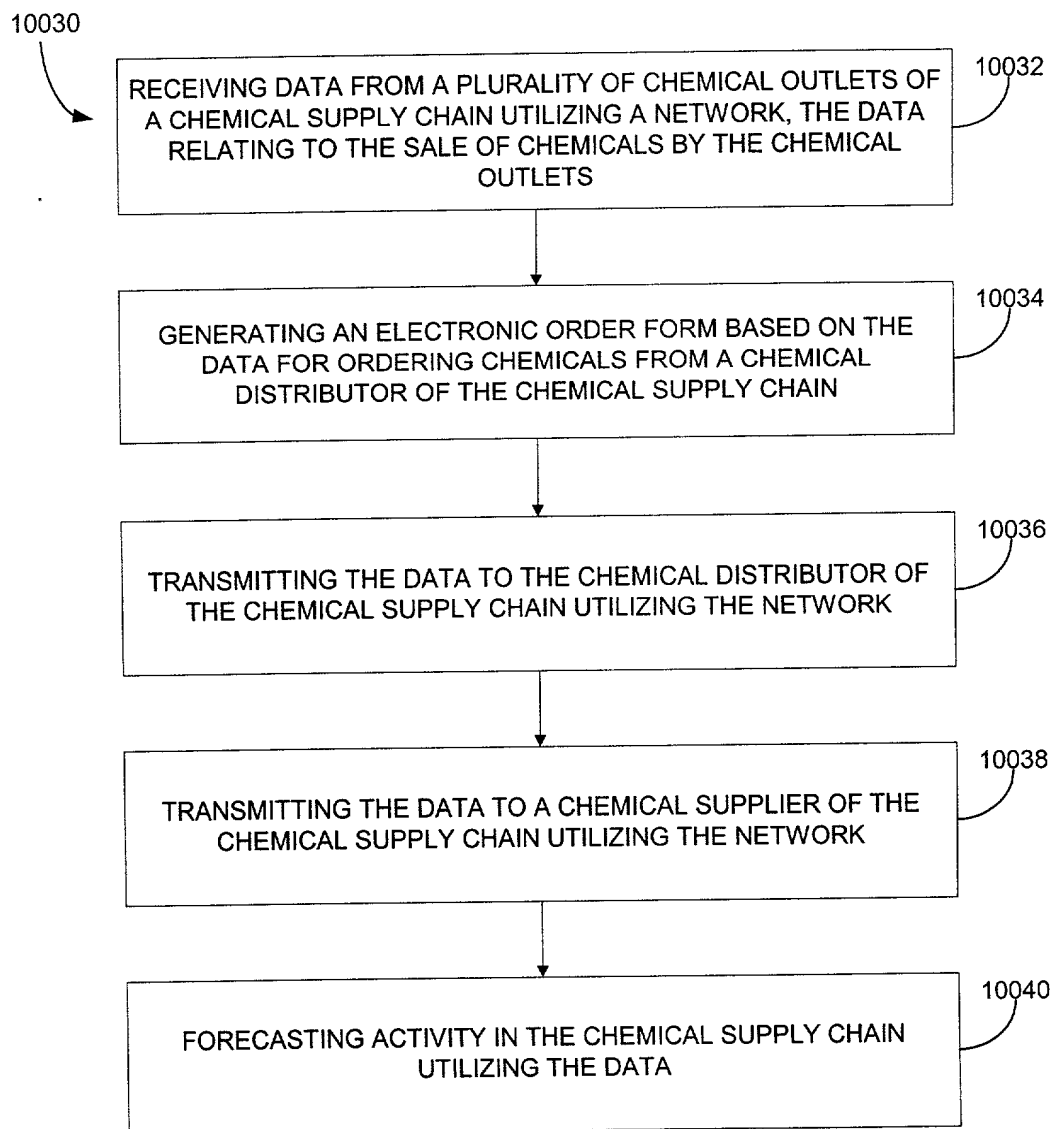 10030
RECEIVING DATA FROM A PLURALITY OF CHEMICAL OUTLETS OF
A CHEMICAL SUPPLY CHAIN UTILIZING A NETWORK, THE DATA
RELATING TO THE SALE OF CHEMICALS BY THE CHEMICAL
OUTLETS
10032
GENERATING AN ELECTRONIC ORDER FORM BASED ON THE
DATA FOR ORDERING CHEMICALS FROM A CHEMICAL
DISTRIBUTOR OF THE CHEMICAL SUPPLY CHAIN
10034
TRANSMITTING THE DATA TO THE CHEMICAL DISTRIBUTOR OF
THE CHEMICAL SUPPLY CHAIN UTILIZING THE NETWORK
10036
TRANSMITTING THE DATA TO A CHEMICAL SUPPLIER OF THE
CHEMICAL SUPPLY CHAIN UTILIZING THE NETWORK
10038
FORECASTING ACTIVITY IN THE CHEMICAL SUPPLY CHAIN
UTILIZING THE DATA
10040